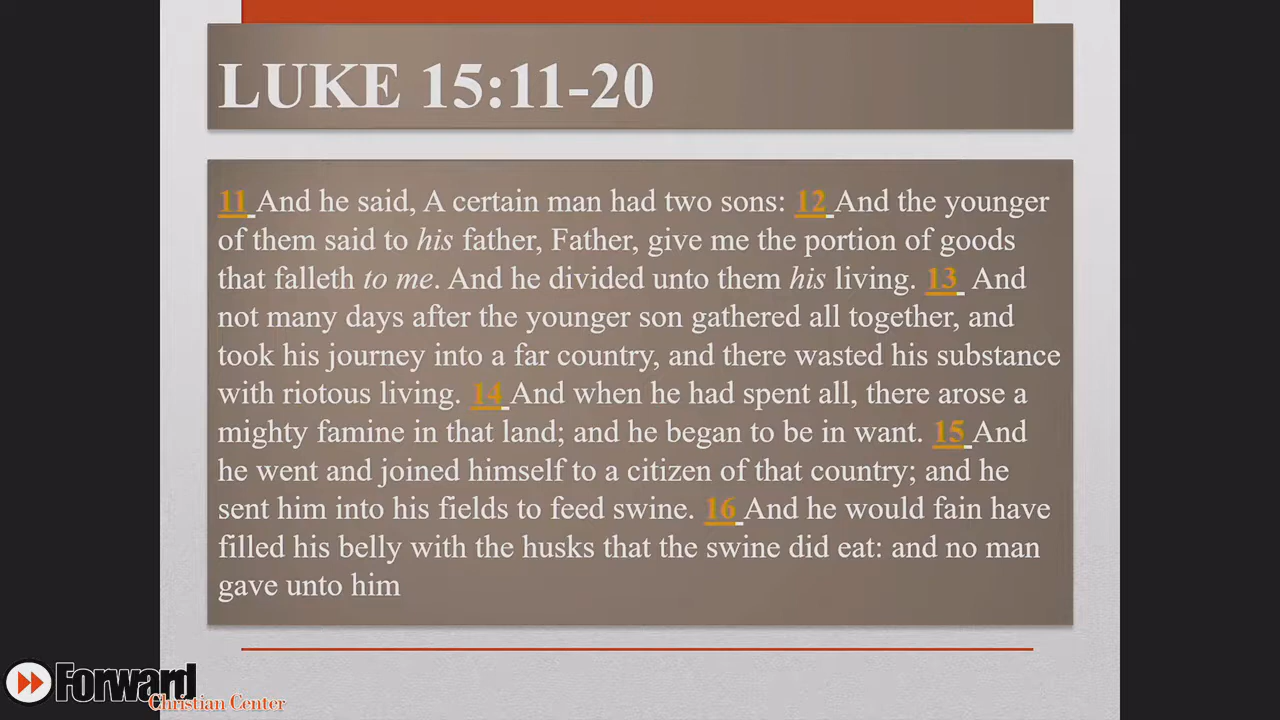 LUKE 15:11-20
11 And he said, A certain man had two sons: 12 And the younger
of them said to his father, Father, give me the portion of goods
that falleth to me. And he divided unto them his living. 13 And
not many days after the younger son gathered all together, and
took his journey into a far country, and there wasted his substance
with riotous living. 14 And when he had spent all, there arose a
mighty famine in that land; and he began to be in want. 15 And
he went and joined himself to a citizen of that country; and he
sent him into his fields to feed swine. 16 And he would fain have
filled his belly with the husks that the swine did eat: and no man
gave unto him
Forward
Christian Center